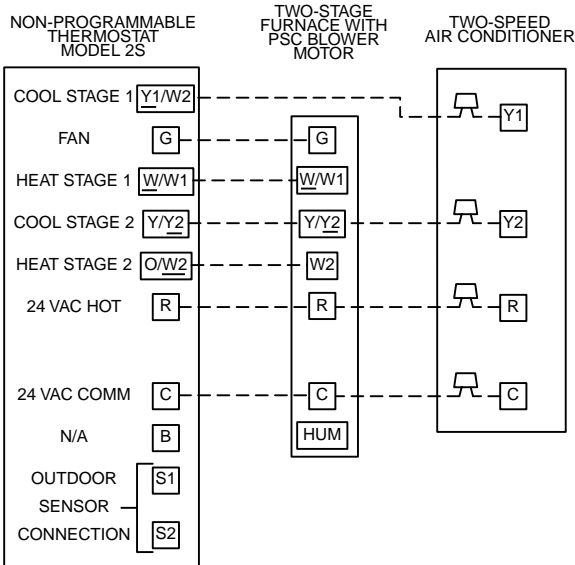 NON-PROGRAMMABLE
THERMOSTAT
MODEL 2S
TWO-STAGE
FURNACE WITH
PSC BLOWER
MOTOR
TWO-SPEED
AIR CONDITIONER
COOL STAGE 1 Y1/W2 Y1
FAN G G
HEAT STAGE 1 W/W1 W/W1
COOL STAGE 2 Y/Y2 Y/Y2 Y2
HEAT STAGE 2 O/W2 W2
24 VAC HOT R R R
24 VAC COMM C C C
N/A B HUM
OUTDOOR S1
SENSOR
CONNECTION S2